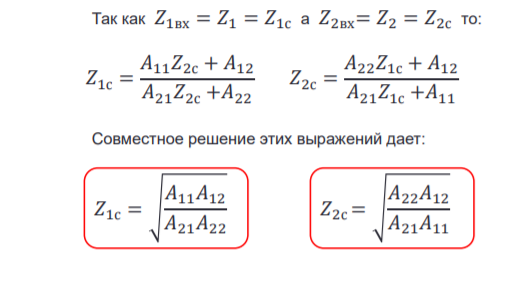 Так как Z₁вх = Z₁ = Z₁c а Z₂вх= Z₂ = Z₂c то:
Z₁c = (A₁₁Z₂c + A₁₂)/(A₂₁Z₂c +A₂₂) Z₂c = (A₂₂Z₁c + A₁₂)/(A₂₁Z₁c +A₁₁)
Совместное решение этих выражений дает:
Z₁c = √((A₁₁A₁₂)/(A₂₁A₂₂)) Z₂c = √((A₂₂A₁₂)/(A₂₁A₁₁))